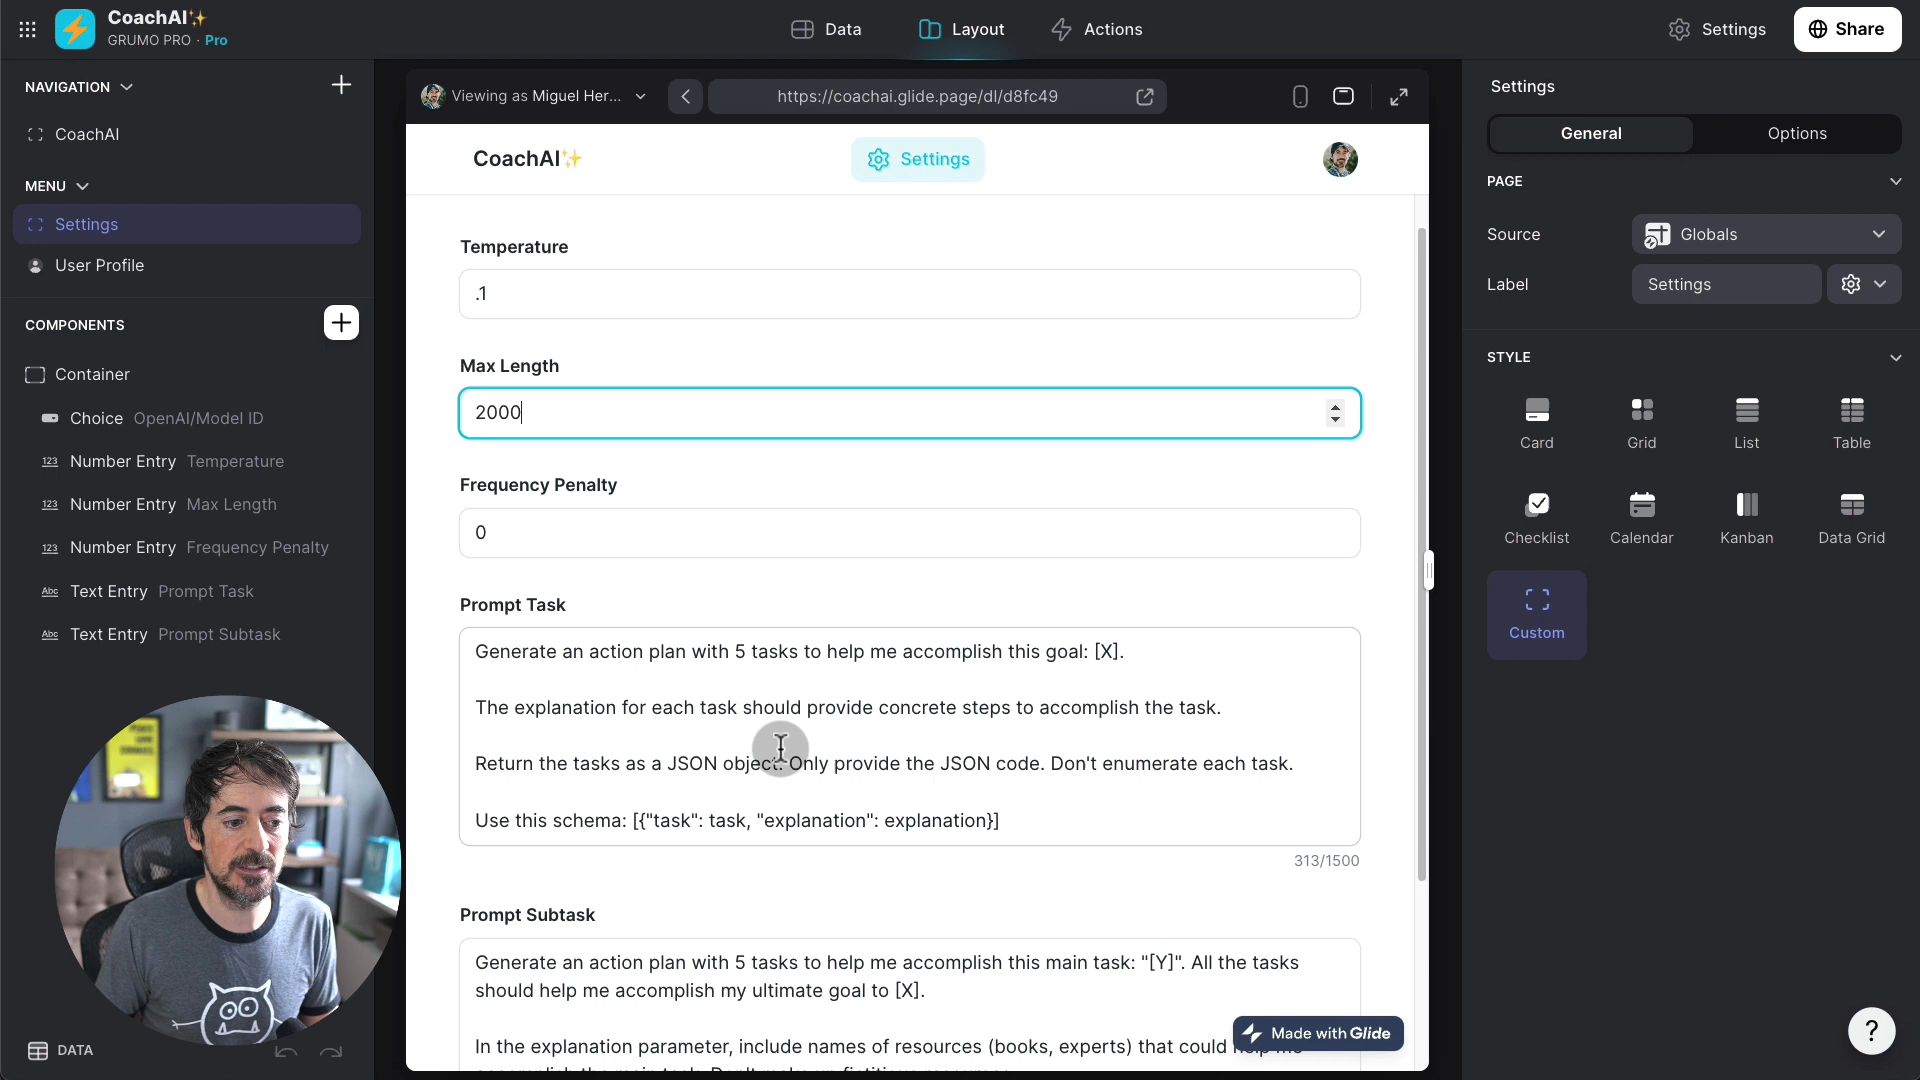 CoachAI✨
GRUMO PRO · Pro
Data
Layout
Actions
Settings
Share
NAVIGATION
CoachAI
MENU
Settings
User Profile
COMPONENTS
Container
Choice OpenAI/Model ID
Number Entry Temperature
Number Entry Max Length
Number Entry Frequency Penalty
Text Entry Prompt Task
Text Entry Prompt Subtask
DATA
Viewing as Miguel Her...
https://coachai.glide.page/dl/d8fc49
CoachAI✨
Settings
Temperature
.1
Max Length
2000
Frequency Penalty
0
Prompt Task
Generate an action plan with 5 tasks to help me accomplish this goal: [X].
The explanation for each task should provide concrete steps to accomplish the task.
Return the tasks as a JSON object. Only provide the JSON code. Don't enumerate each task.
Use this schema: [{"task": task, "explanation": explanation}]
313/1500
Prompt Subtask
Generate an action plan with 5 tasks to help me accomplish this main task: "[Y]". All the tasks
should help me accomplish my ultimate goal to [X].
In the explanation parameter, include names of resources (books, experts) that could help me
Made with Glide
Settings
General
Options
PAGE
Source
Globals
Label
Settings
STYLE
Card
Grid
List
Table
Checklist
Calendar
Kanban
Data Grid
Custom
?